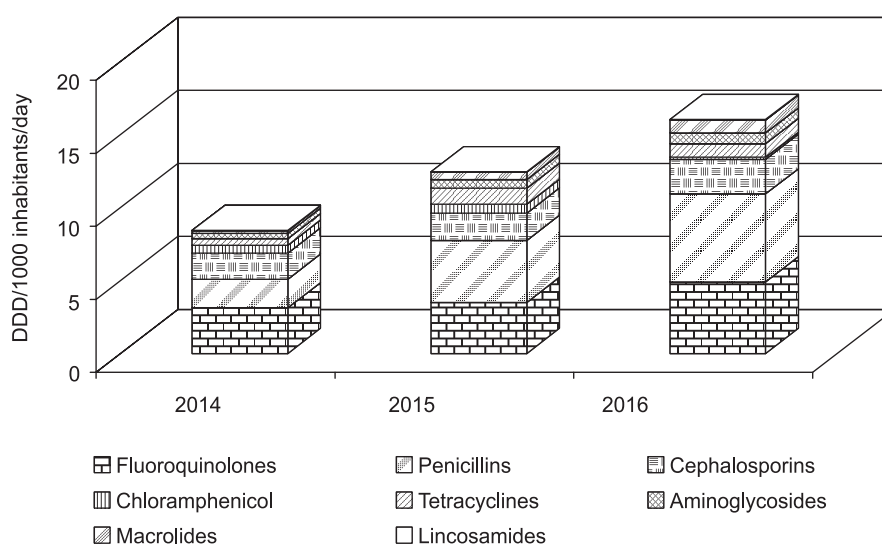 20
15
10
5
0
DDD/1000 inhabitants/day
2014 2015 2016
Fluoroquinolones Penicillins Cephalosporins
Chloramphenicol Tetracyclines Aminoglycosides
Macrolides Lincosamides